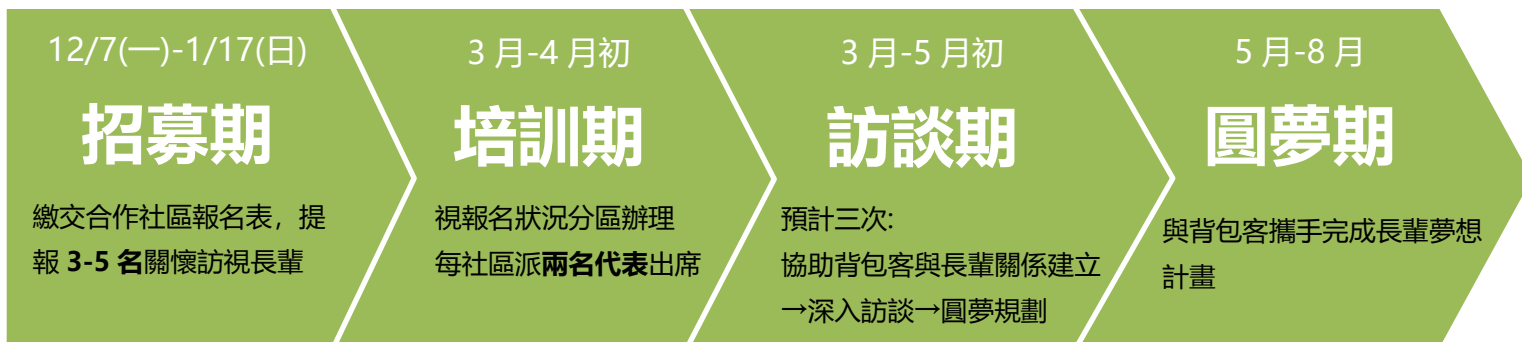 12/7(一)-1/17(日)
招募期
繳交合作社區報名表，提
報 3-5 名關懷訪視長輩
3 月-4 月初
培訓期
視報名狀況分區辦理
每社區派兩名代表出席
3 月-5 月初
訪談期
預計三次:
協助背包客與長輩關係建立
→深入訪談→圓夢規劃
5 月-8 月
圓夢期
與背包客攜手完成長輩夢想
計畫